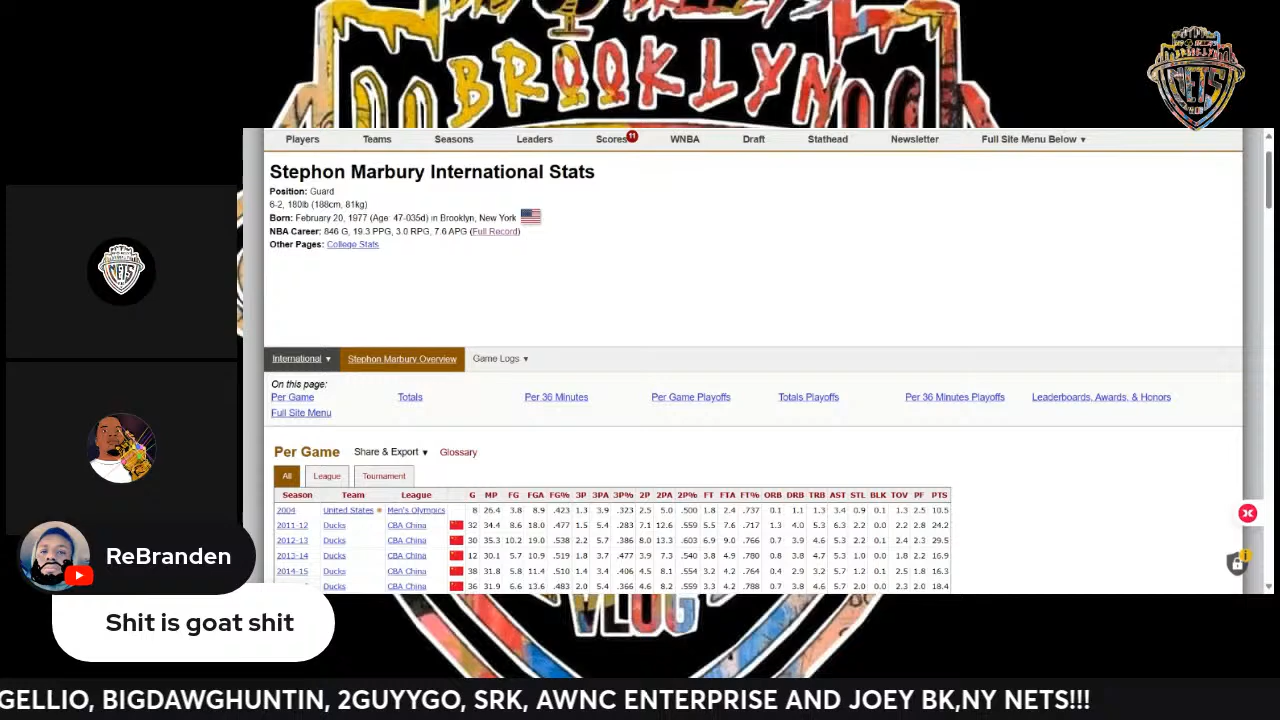 BIG BREEZY'S
BROOKLYN
NETS
Players Teams Seasons Leaders Scores 11 WNBA Draft Stathead Newsletter Full Site Menu Below ▼
Stephon Marbury International Stats
Position: Guard
6-2, 180lb (188cm, 81kg)
Born: February 20, 1977 (Age: 47-035d) in Brooklyn, New York
NBA Career: 846 G, 19.3 PPG, 3.0 RPG, 7.6 APG (Full Record)
Other Pages: College Stats
NETS
International ▼ Stephon Marbury Overview Game Logs ▼
On this page:
Per Game Totals Per 36 Minutes Per Game Playoffs Totals Playoffs Per 36 Minutes Playoffs Leaderboards, Awards, & Honors
Full Site Menu
Per Game Share & Export ▼ Glossary
All League Tournament
Season Team League G MP FG FGA FG% 3P 3PA 3P% 2P 2PA 2P% FT FTA FT% ORB DRB TRB AST STL BLK TOV PF PTS
2004 United States Men's Olympics 8 26.4 3.8 8.9 .423 1.3 3.9 .323 2.5 5.0 .500 1.8 2.4 .737 0.1 1.1 1.3 3.4 0.9 0.1 1.3 2.5 10.5
2011-12 Ducks CBA China 32 34.4 8.6 18.0 .477 1.5 5.4 .283 7.1 12.6 .559 5.5 7.6 .717 1.3 4.0 5.3 6.3 2.2 0.0 2.2 2.8 24.2
2012-13 Ducks CBA China 30 35.3 10.2 19.0 .538 2.2 5.7 .386 8.0 13.3 .603 6.9 9.0 .766 0.7 3.9 4.6 5.3 2.2 0.1 2.4 2.3 29.5
2013-14 Ducks CBA China 12 30.1 5.7 10.9 .519 1.8 3.7 .477 3.9 7.3 .540 3.8 4.9 .780 0.8 3.8 4.7 5.3 1.0 0.0 1.8 2.2 16.9
2014-15 Ducks CBA China 38 31.8 5.8 11.4 .510 1.4 3.4 .406 4.5 8.1 .554 3.2 4.2 .764 0.4 2.9 3.2 5.7 1.2 0.1 2.5 1.8 16.3
Ducks CBA China 36 31.9 6.6 13.6 .483 2.0 5.4 .366 4.6 8.2 .559 3.3 4.2 .788 0.7 3.8 4.6 5.7 2.0 0.0 2.3 2.0 18.4
ReBranden
Shit is goat shit
VLOG
GELLIO, BIGDAWGHUNTIN, 2GUYYGO, SRK, AWNC ENTERPRISE AND JOEY BK,NY NETS!!!